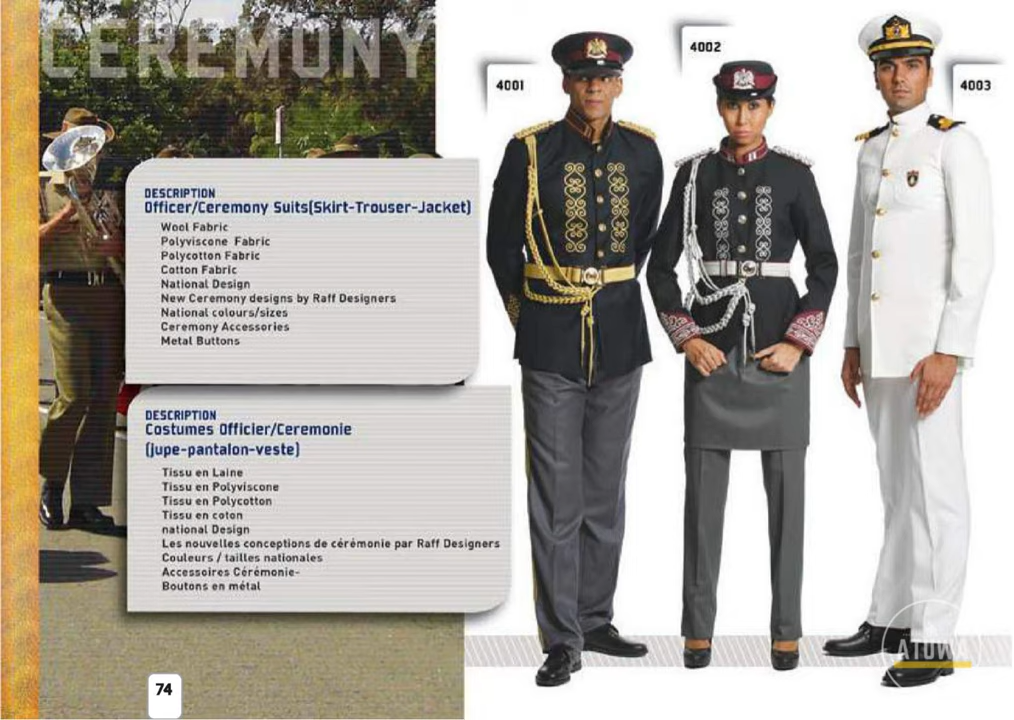 CEREMONY
4001
4002
4003
DESCRIPTION
Officer/Ceremony Suits(Skirt-Trouser-Jacket)
Wool Fabric
Polyviscone Fabric
Polycotton Fabric
Cotton Fabric
National Design
New Ceremony designs by Raff Designers
National colours/sizes
Ceremony Accessories
Metal Buttons
DESCRIPTION
Costumes Officier/Ceremonie
(jupe-pantalon-veste)
Tissu en Laine
Tissu en Polyviscone
Tissu en Polycotton
Tissu en coton
national Design
Les nouvelles conceptions de cérémonie par Raff Designers
Couleurs / tailles nationales
Accessoires Cérémonie-
Boutons en métal
ATOWA
74